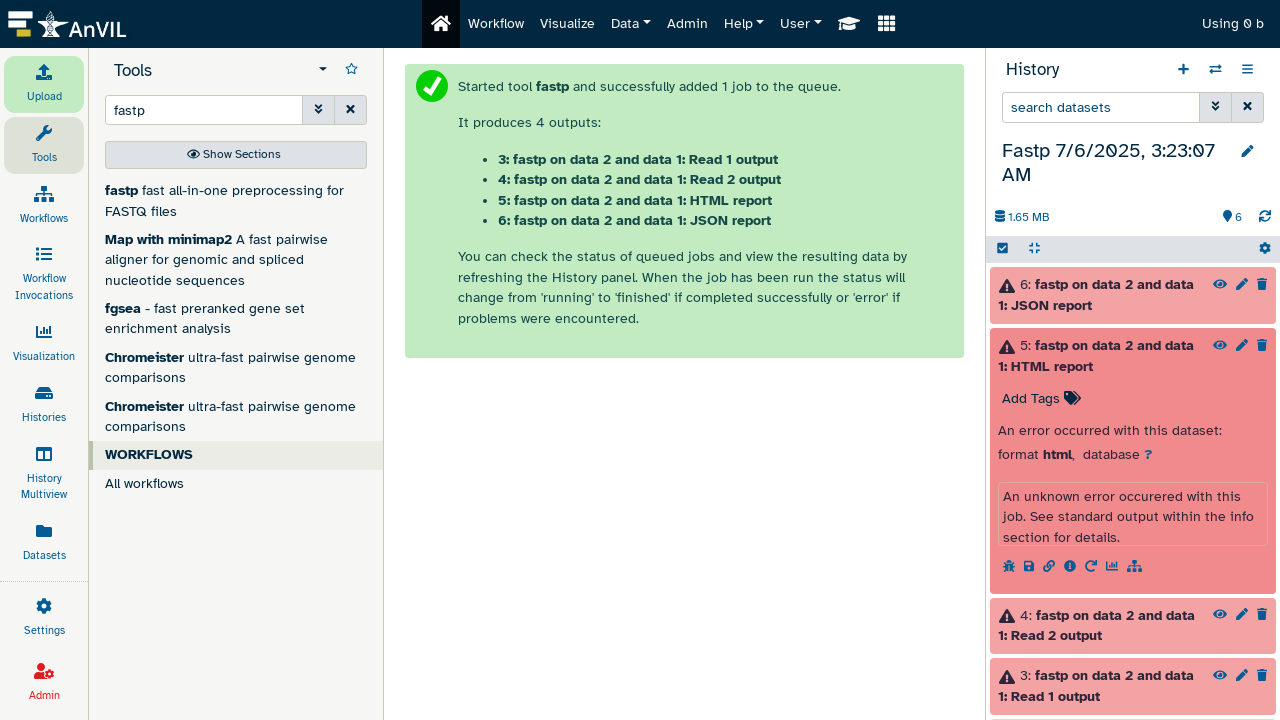 AnVIL
Workflow
Visualize
Data
Admin
Help
User
Using 0 b
Upload
Tools
Workflows
Workflow
Invocations
Visualization
Histories
History
Multiview
Datasets
Settings
Admin
Tools
fastp
Show Sections
fastp fast all-in-one preprocessing for
FASTQ files
Map with minimap2 A fast pairwise
aligner for genomic and spliced
nucleotide sequences
fgsea - fast preranked gene set
enrichment analysis
Chromeister ultra-fast pairwise genome
comparisons
Chromeister ultra-fast pairwise genome
comparisons
WORKFLOWS
All workflows
Started tool fastp and successfully added 1 job to the queue.
It produces 4 outputs:
• 3: fastp on data 2 and data 1: Read 1 output
• 4: fastp on data 2 and data 1: Read 2 output
• 5: fastp on data 2 and data 1: HTML report
• 6: fastp on data 2 and data 1: JSON report
You can check the status of queued jobs and view the resulting data by
refreshing the History panel. When the job has been run the status will
change from 'running' to 'finished' if completed successfully or 'error' if
problems were encountered.
History
search datasets
Fastp 7/6/2025, 3:23:07
AM
1.65 MB
6
6: fastp on data 2 and data
1: JSON report
5: fastp on data 2 and data
1: HTML report
Add Tags
An error occurred with this dataset:
format html, database ?
An unknown error occurered with this
job. See standard output within the info
section for details.
4: fastp on data 2 and data
1: Read 2 output
3: fastp on data 2 and data
1: Read 1 output